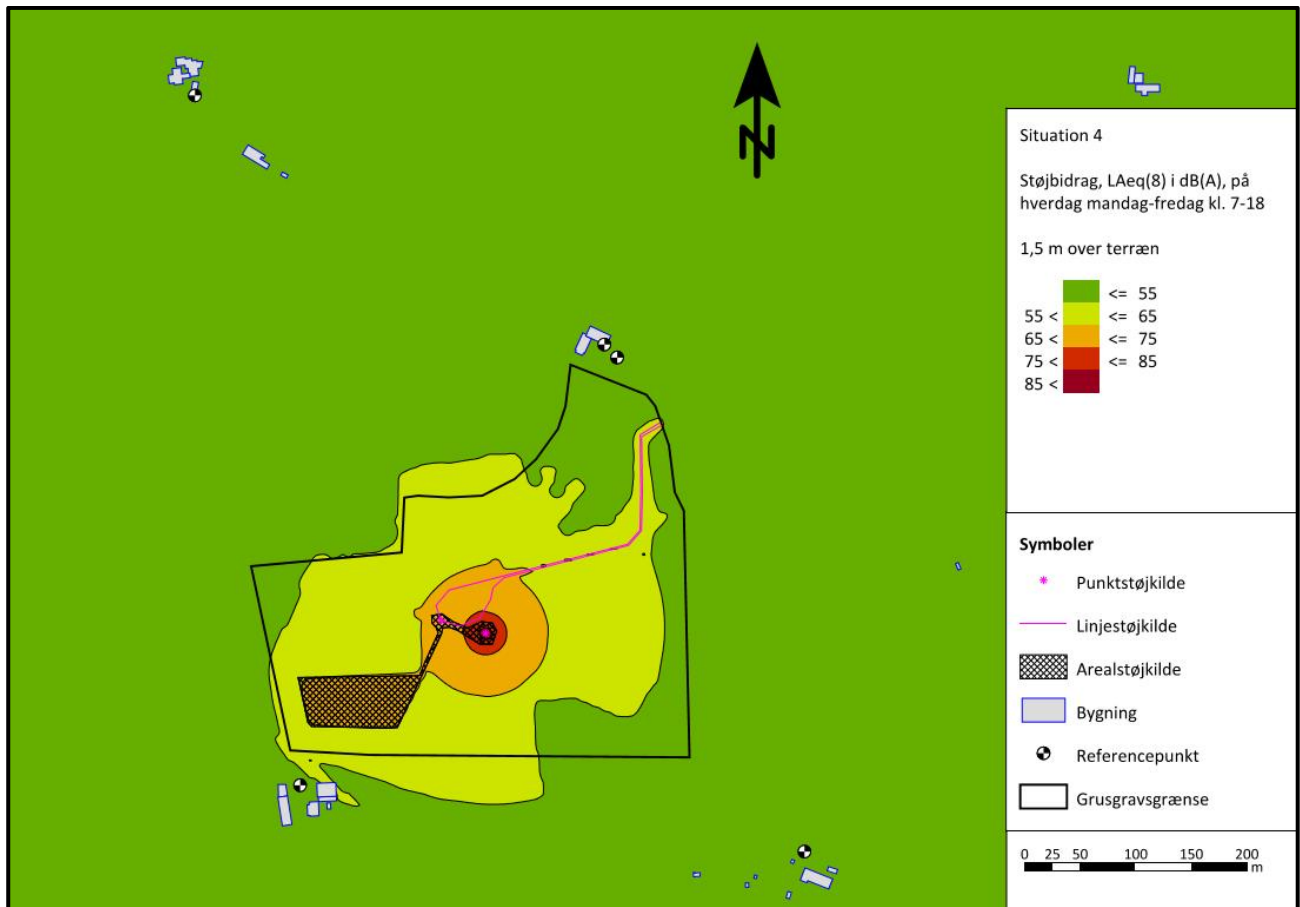 N
Situation 4
Støjbidrag, LAeq(8) i dB(A), på
hverdag mandag-fredag kl. 7-18
1,5 m over terræn
<= 55
55 < <= 65
65 < <= 75
75 < <= 85
85 <
Symboler
Punktstøjkilde
Linjestøjkilde
Arealstøjkilde
Bygning
Referencepunkt
Grusgravsgrænse
0 25 50 100 150 200
m